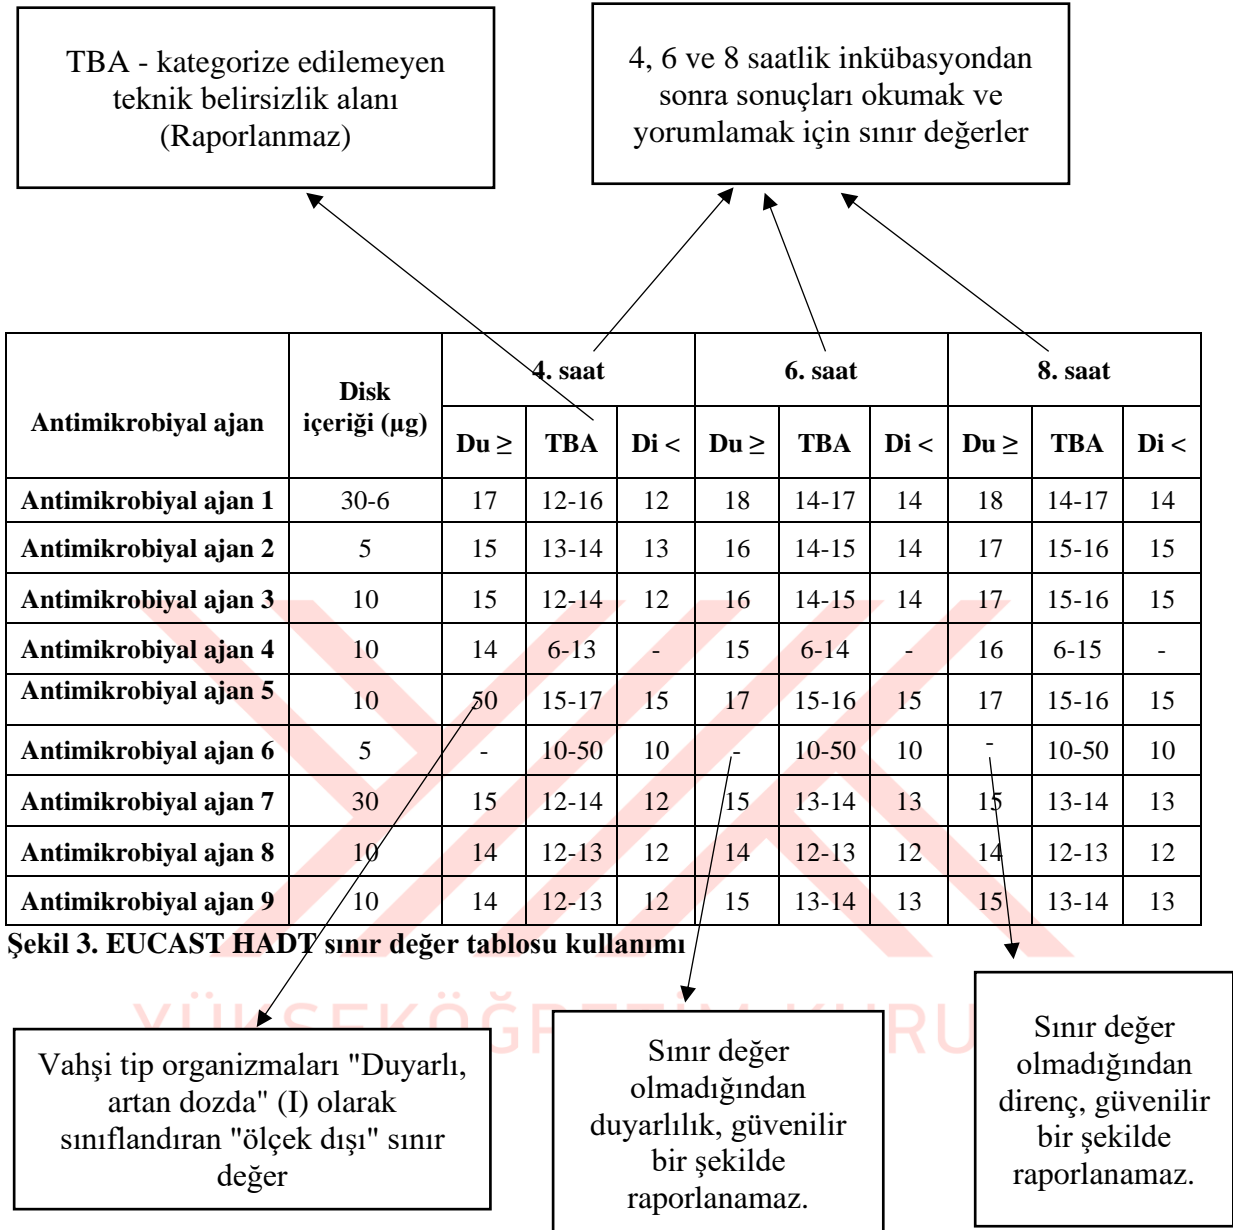 TBA - kategorize edilemeyen
teknik belirsizlik alanı
(Raporlanmaz)
4, 6 ve 8 saatlik inkübasyondan
sonra sonuçları okumak ve
yorumlamak için sınır değerler
Antimikrobiyal ajan Disk içeriği (µg) 4. saat 6. saat 8. saat
Du ≥ TBA Di < Du ≥ TBA Di < Du ≥ TBA Di <
Antimikrobiyal ajan 1 30-6 17 12-16 12 18 14-17 14 18 14-17 14
Antimikrobiyal ajan 2 5 15 13-14 13 16 14-15 14 17 15-16 15
Antimikrobiyal ajan 3 10 15 12-14 12 16 14-15 14 17 15-16 15
Antimikrobiyal ajan 4 10 14 6-13 - 15 6-14 - 16 6-15 -
Antimikrobiyal ajan 5 10 50 15-17 15 17 15-16 15 17 15-16 15
Antimikrobiyal ajan 6 5 - 10-50 10 - 10-50 10 - 10-50 10
Antimikrobiyal ajan 7 30 15 12-14 12 15 13-14 13 15 13-14 13
Antimikrobiyal ajan 8 10 14 12-13 12 14 12-13 12 14 12-13 12
Antimikrobiyal ajan 9 10 14 12-13 12 15 13-14 13 15 13-14 13
Şekil 3. EUCAST HADT sınır değer tablosu kullanımı
Vahşi tip organizmaları "Duyarlı,
artan dozda" (I) olarak
sınıflandıran "ölçek dışı" sınır
değer
Sınır değer
olmadığından
duyarlılık, güvenilir
bir şekilde
raporlanamaz.
Sınır değer
olmadığından
direnç, güvenilir
bir şekilde
raporlanamaz.